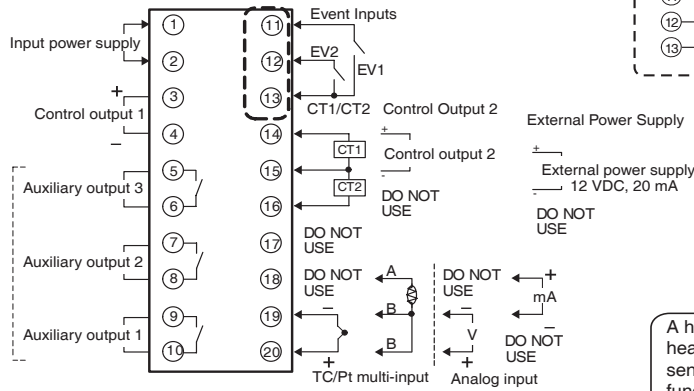 Input power supply
1
2
+
Control output 1
–
3
4
Auxiliary output 3
5
6
Auxiliary output 2
7
8
Auxiliary output 1
9
10
11
12
13
14
15
16
17
18
19
20
Event Inputs
EV2
EV1
CT1/CT2
CT1
CT2
Control Output 2
+
Control output 2
-
DO NOT
USE
External Power Supply
+
External power supply
12 VDC, 20 mA
-
DO NOT
USE
DO NOT
USE
DO NOT
USE
–
+
A
B
B
TC/Pt multi-input
DO NOT
USE
–
V
+
Analog input
+
mA
–
DO NOT
USE
12
13
A h
hea
sen